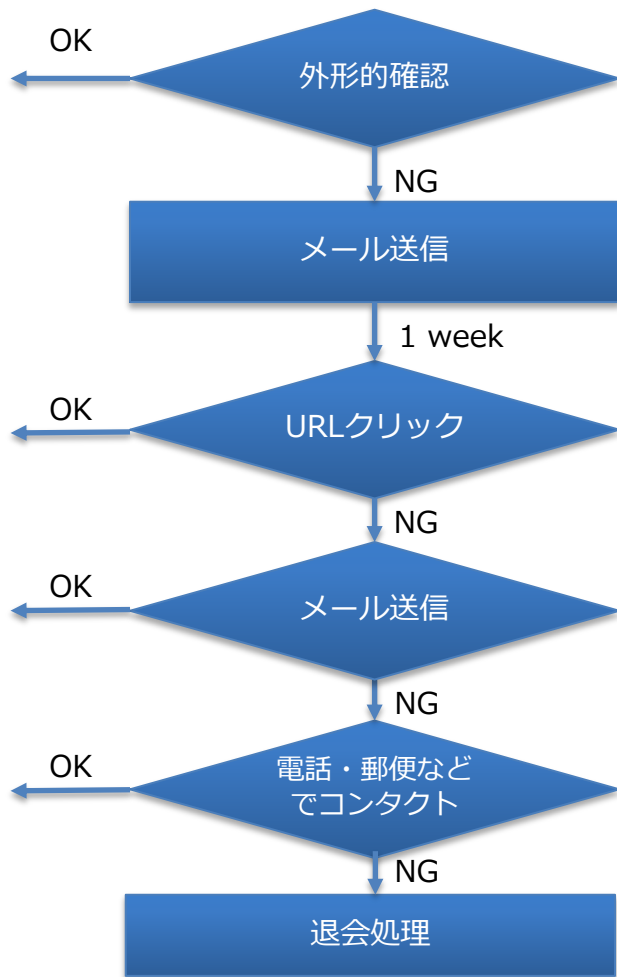 OK
外形的確認
NG
メール送信
1 week
OK
URLクリック
NG
OK
メール送信
NG
OK
電話・郵便など
でコンタクト
NG
退会処理